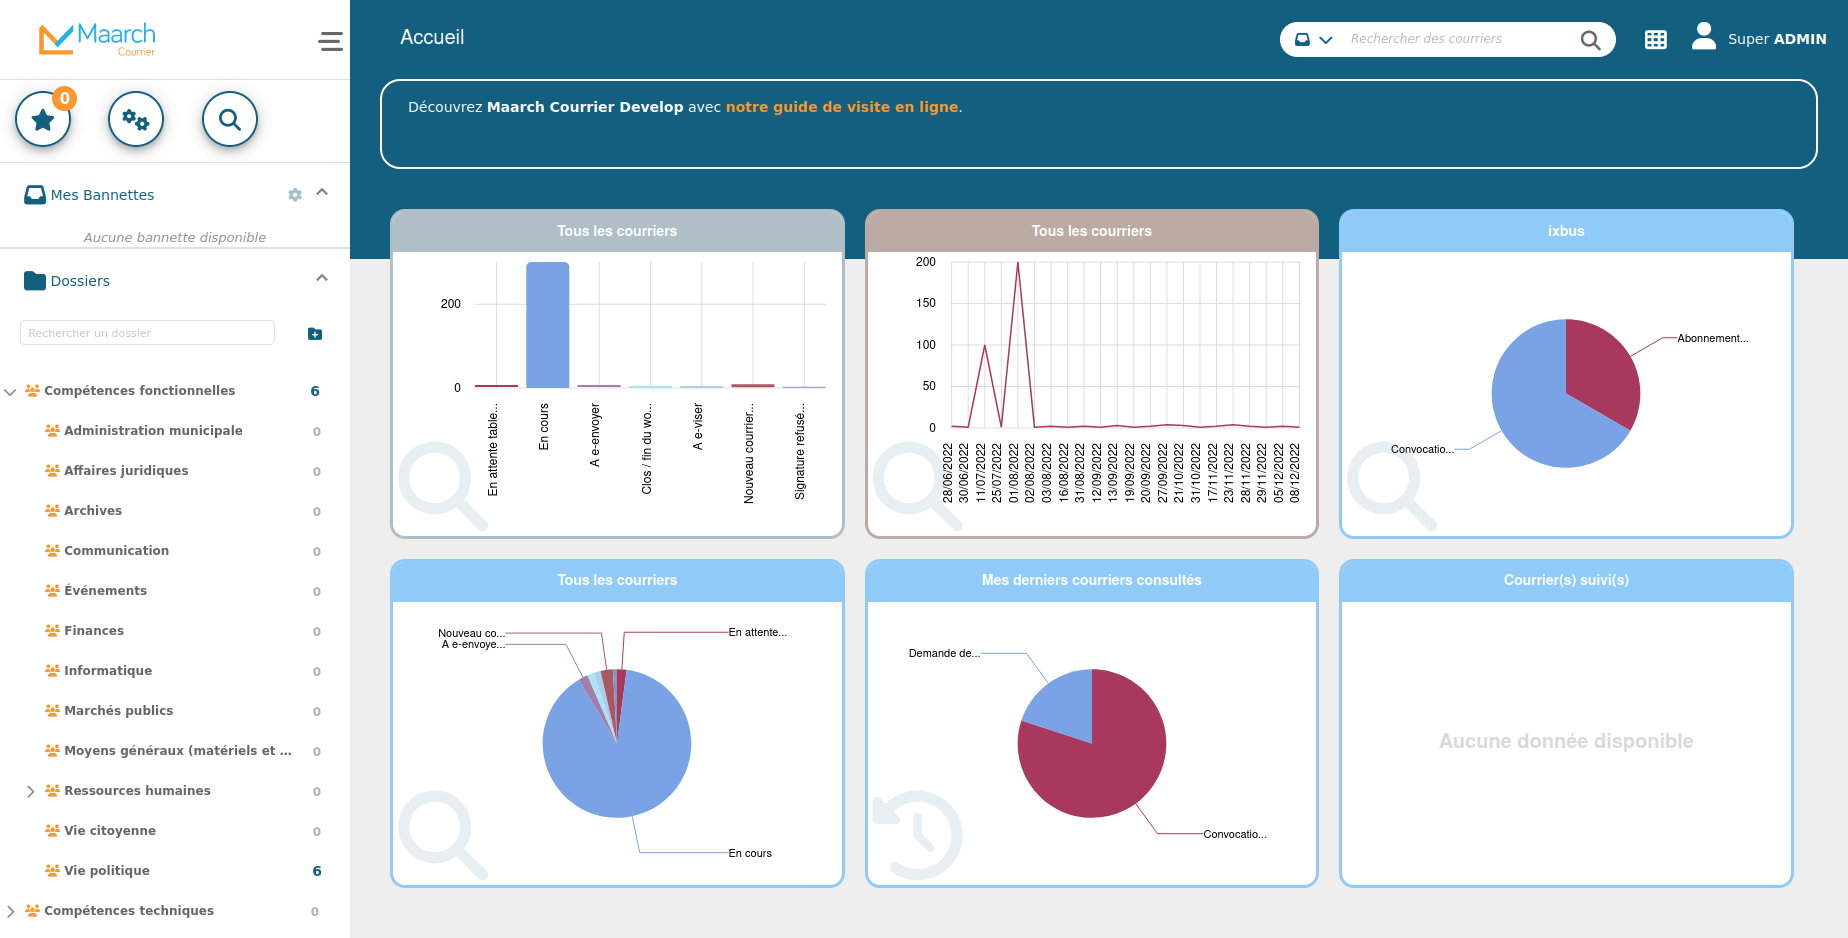 Maarch
Courrier
Accueil
Rechercher des courriers
Super ADMIN
0
Découvrez Maarch Courrier Develop avec notre guide de visite en ligne.
Mes Bannettes
Aucune bannette disponible
Dossiers
Rechercher un dossier
Compétences fonctionnelles 6
Administration municipale 0
Affaires juridiques 0
Archives 0
Communication 0
Événements 0
Finances 0
Informatique 0
Marchés publics 0
Moyens généraux (matériels et ... 0
Ressources humaines 0
Vie citoyenne 0
Vie politique 6
Compétences techniques 0
Tous les courriers
200
0
En attente table...
En cours
A e-envoyer
Clos / fin du wo...
A e-viser
Nouveau courrier...
Signature refusé...
Tous les courriers
200
150
100
50
0
28/06/2022
30/06/2022
11/07/2022
25/07/2022
01/08/2022
02/08/2022
03/08/2022
16/08/2022
31/08/2022
12/09/2022
13/09/2022
19/09/2022
20/09/2022
27/09/2022
21/10/2022
31/10/2022
17/11/2022
23/11/2022
28/11/2022
29/11/2022
05/12/2022
08/12/2022
ixbus
Abonnement...
Convocatio...
Tous les courriers
Nouveau co...
A e-envoye...
En attente...
En cours
Mes derniers courriers consultés
Demande de...
Convocatio...
Courrier(s) suivi(s)
Aucune donnée disponible